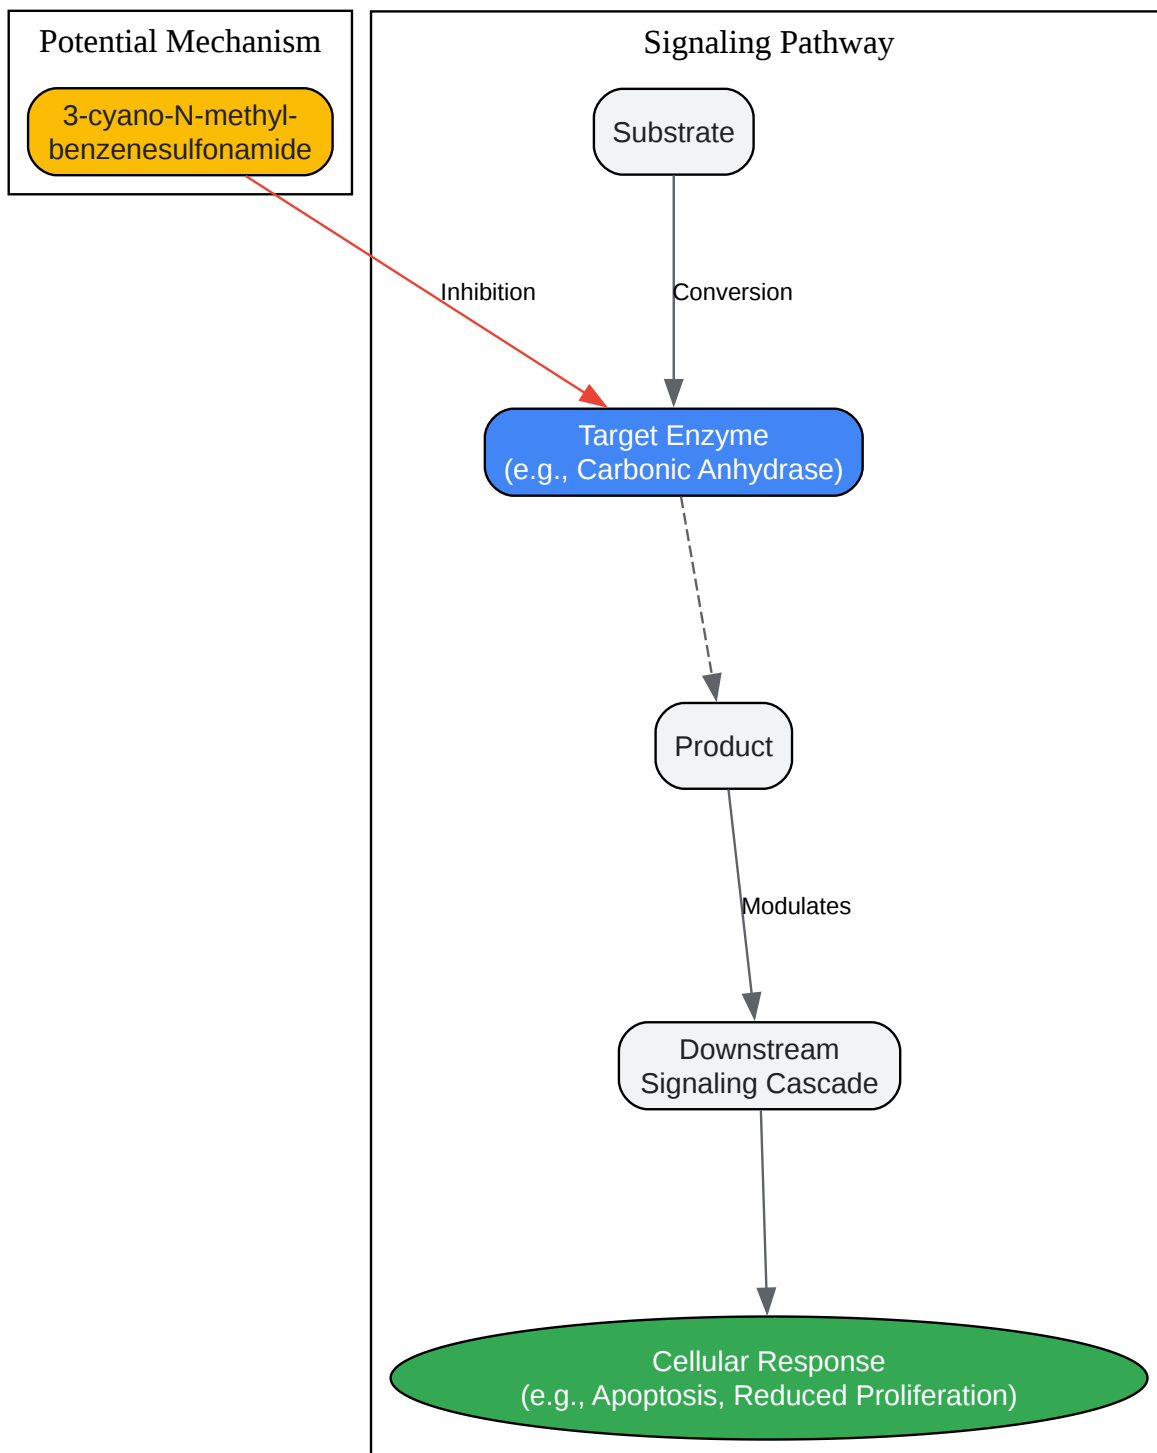 Potential Mechanism
3-cyano-N-methyl-
benzenesulfonamide
Signaling Pathway
Substrate
Inhibition
Conversion
Target Enzyme
(e.g., Carbonic Anhydrase)
Product
Modulates
Downstream
Signaling Cascade
Cellular Response
(e.g., Apoptosis, Reduced Proliferation)